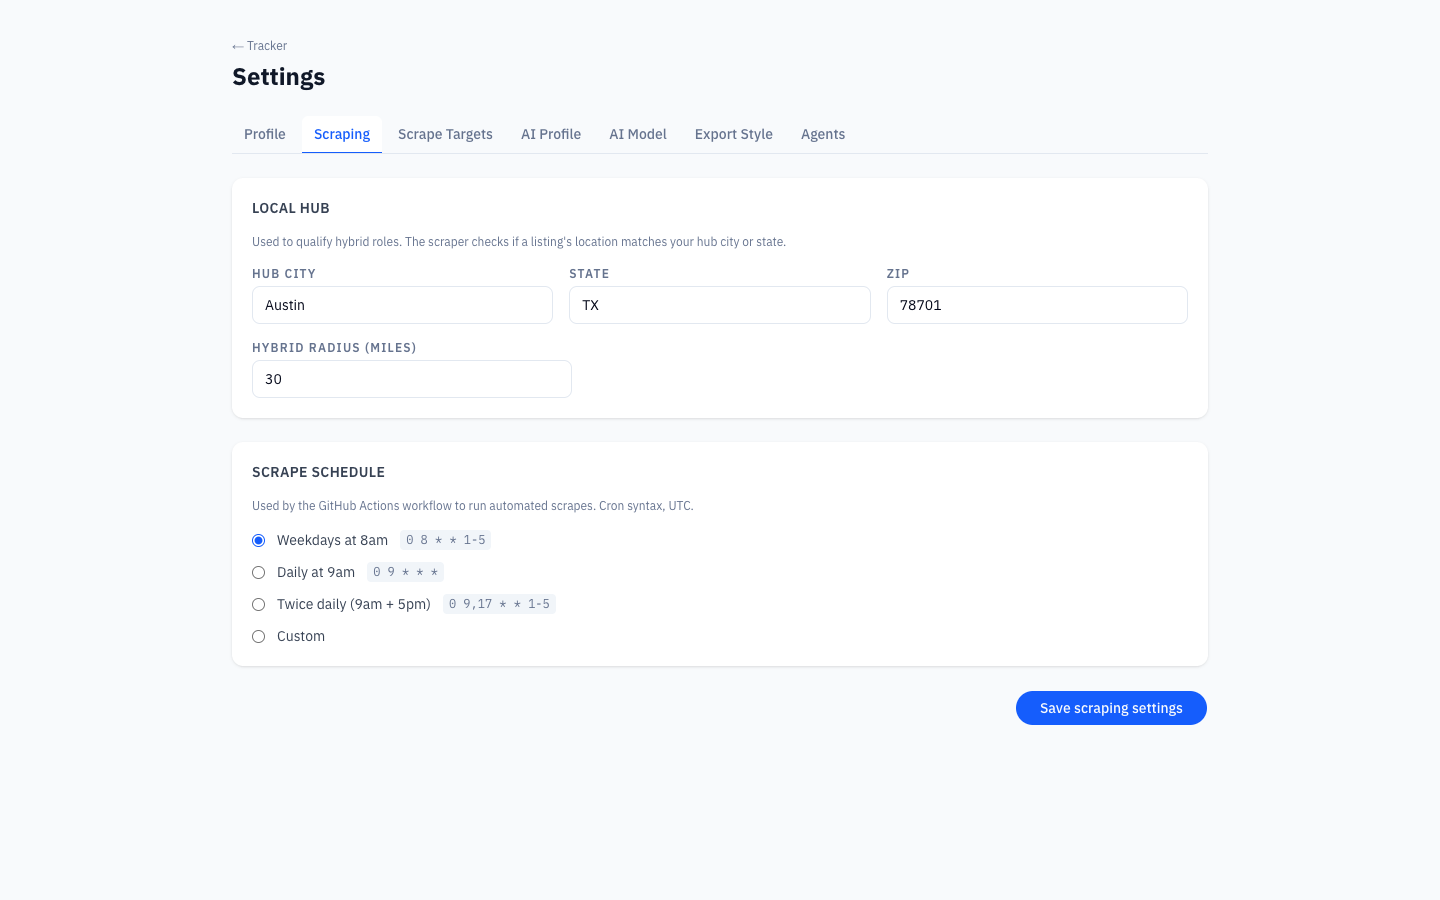 ← Tracker
Settings
Profile Scraping Scrape Targets AI Profile AI Model Export Style Agents
LOCAL HUB
Used to qualify hybrid roles. The scraper checks if a listing's location matches your hub city or state.
HUB CITY STATE ZIP
Austin TX 78701
HYBRID RADIUS (MILES)
30
SCRAPE SCHEDULE
Used by the GitHub Actions workflow to run automated scrapes. Cron syntax, UTC.
Weekdays at 8am 0 8 * * 1-5
Daily at 9am 0 9 * * *
Twice daily (9am + 5pm) 0 9,17 * * 1-5
Custom
Save scraping settings